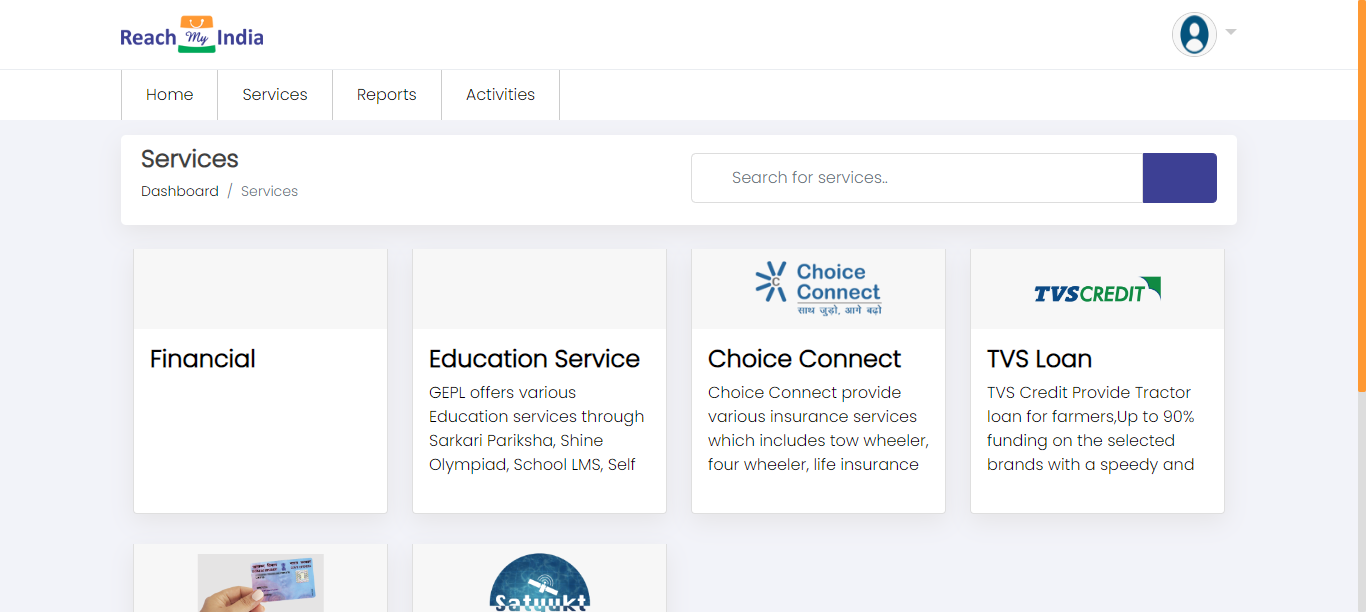 Reach My India
Home
Services
Reports
Activities
Services
Dashboard / Services
Search for services..
Choice
Connect
साथ जुड़ो, आगे बढ़ो
TVS CREDIT
Financial
Education Service
GEPL offers various
Education services through
Sarkari Pariksha, Shine
Olympiad, School LMS, Self
Choice Connect
Choice Connect provide
various insurance services
which includes tow wheeler,
four wheeler, life insurance
TVS Loan
TVS Credit Provide Tractor
loan for farmers,Up to 90%
funding on the selected
brands with a speedy and
Satyukt